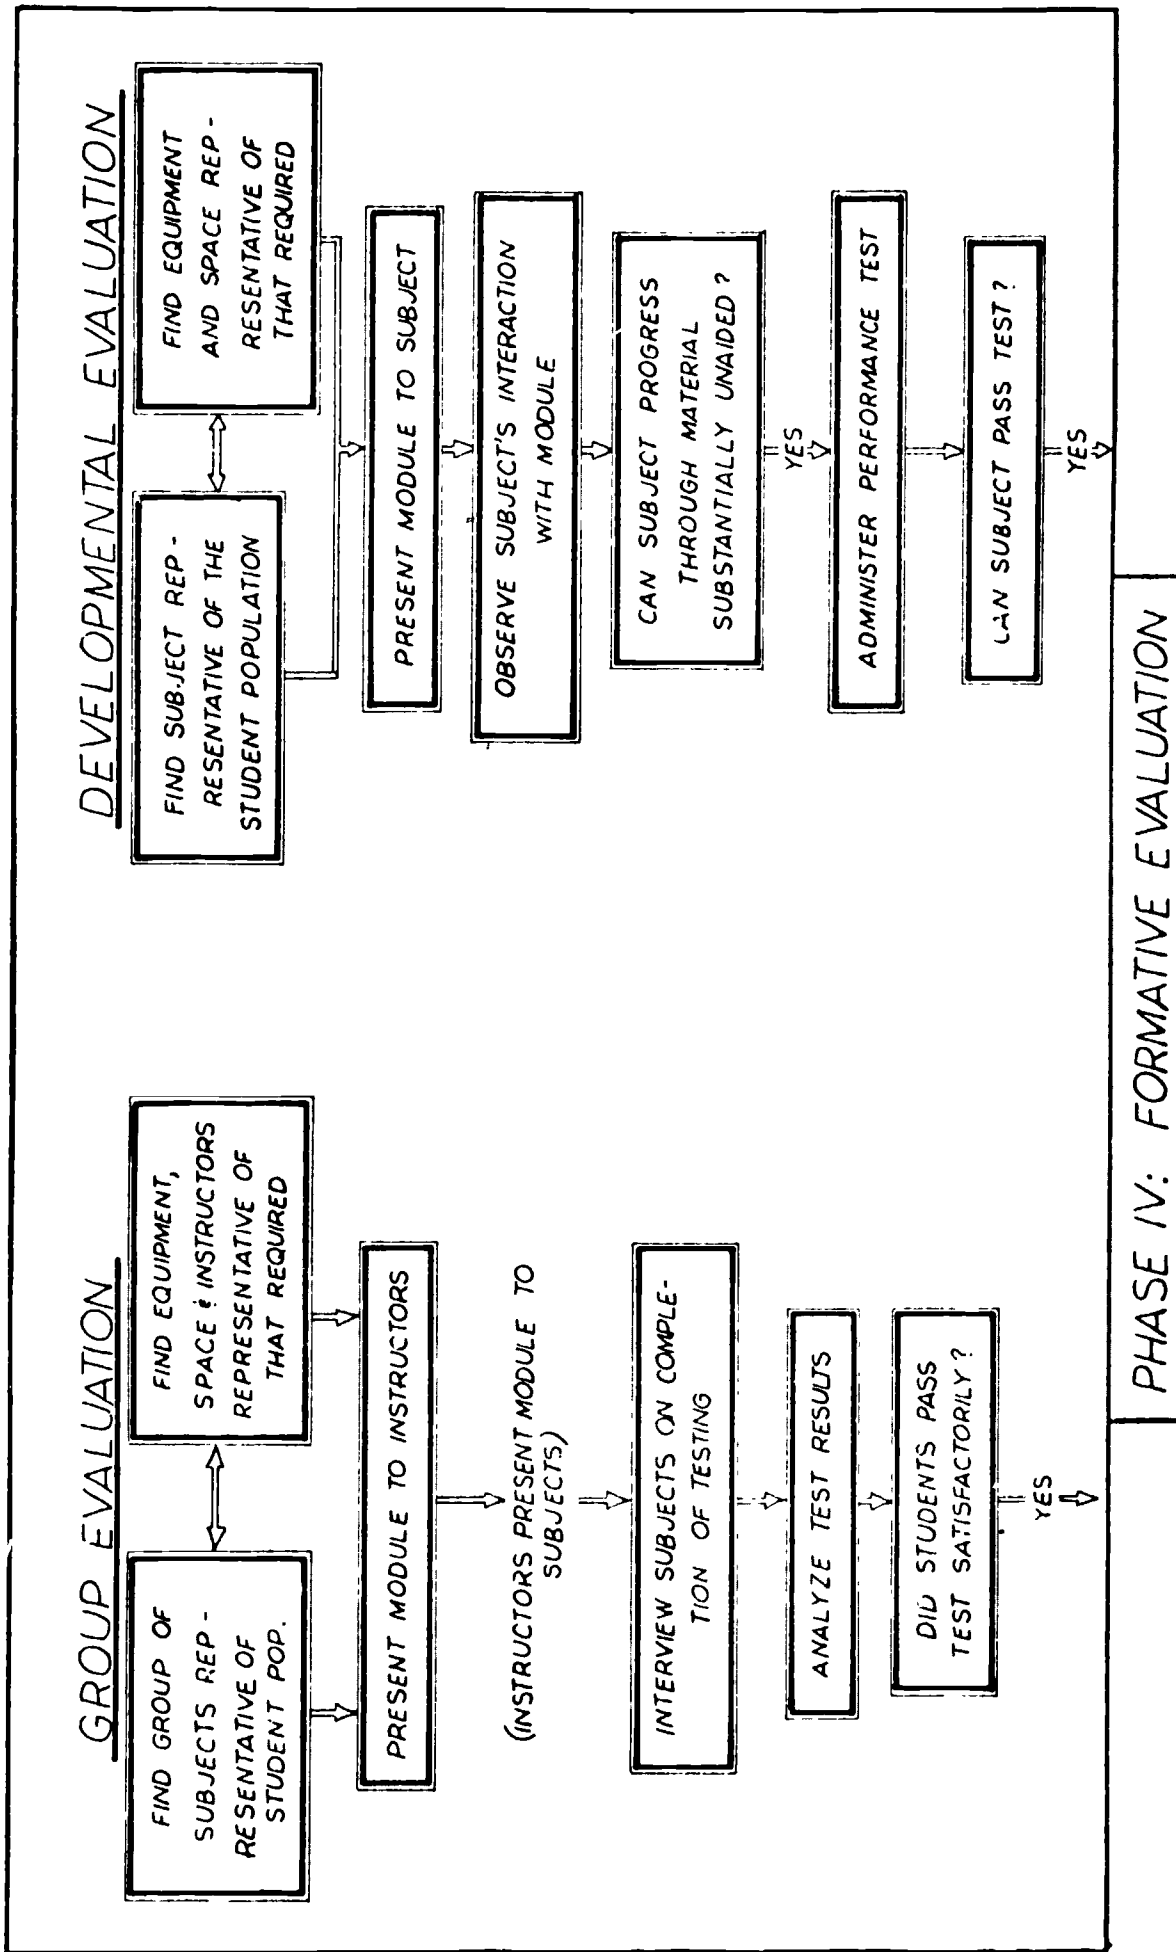 GROUP EVALUATION
FIND GROUP OF
SUBJECTS REP -
RESENTATIVE OF
STUDENT POP.
FIND EQUIPMENT,
SPACE & INSTRUCTORS
REPRESENTATIVE OF
THAT REQUIRED
PRESENT MODULE TO INSTRUCTORS
(INSTRUCTORS PRESENT MODULE TO
SUBJECTS)
INTERVIEW SUBJECTS ON COMPLE-
TION OF TESTING
ANALYZE TEST RESULTS
DID STUDENTS PASS
TEST SATISFACTORILY?
YES
DEVELOPMENTAL EVALUATION
FIND SUBJECT REP -
RESENTATIVE OF THE
STUDENT POPULATION
FIND EQUIPMENT
AND SPACE REP -
RESENTATIVE OF
THAT REQUIRED
PRESENT MODULE TO SUBJECT
OBSERVE SUBJECT'S INTERACTION
WITH MODULE
CAN SUBJECT PROGRESS
THROUGH MATERIAL
SUBSTANTIALLY UNAIDED?
YES
ADMINISTER PERFORMANCE TEST
CAN SUBJECT PASS TEST?
YES
PHASE IV: FORMATIVE EVALUATION